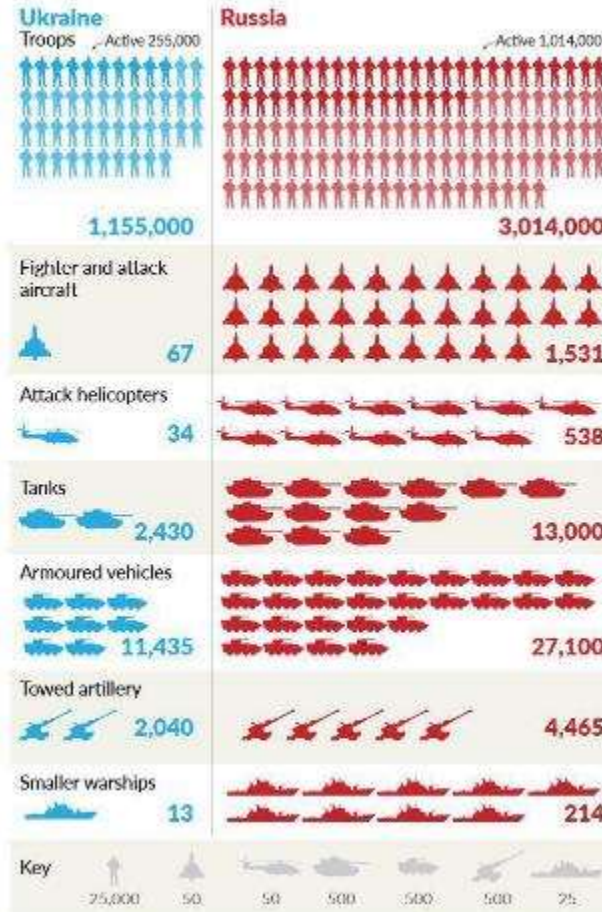 Ukraine
Troops
Active 255,000
1,155,000
Russia
Active 1,014,000
3,014,000
Fighter and attack
aircraft
67
1,531
Attack helicopters
34
538
Tanks
2,430
13,000
Armoured vehicles
11,435
27,100
Towed artillery
2,040
4,465
Smaller warships
13
214
Key
25,000
50
50
500
500
500
25